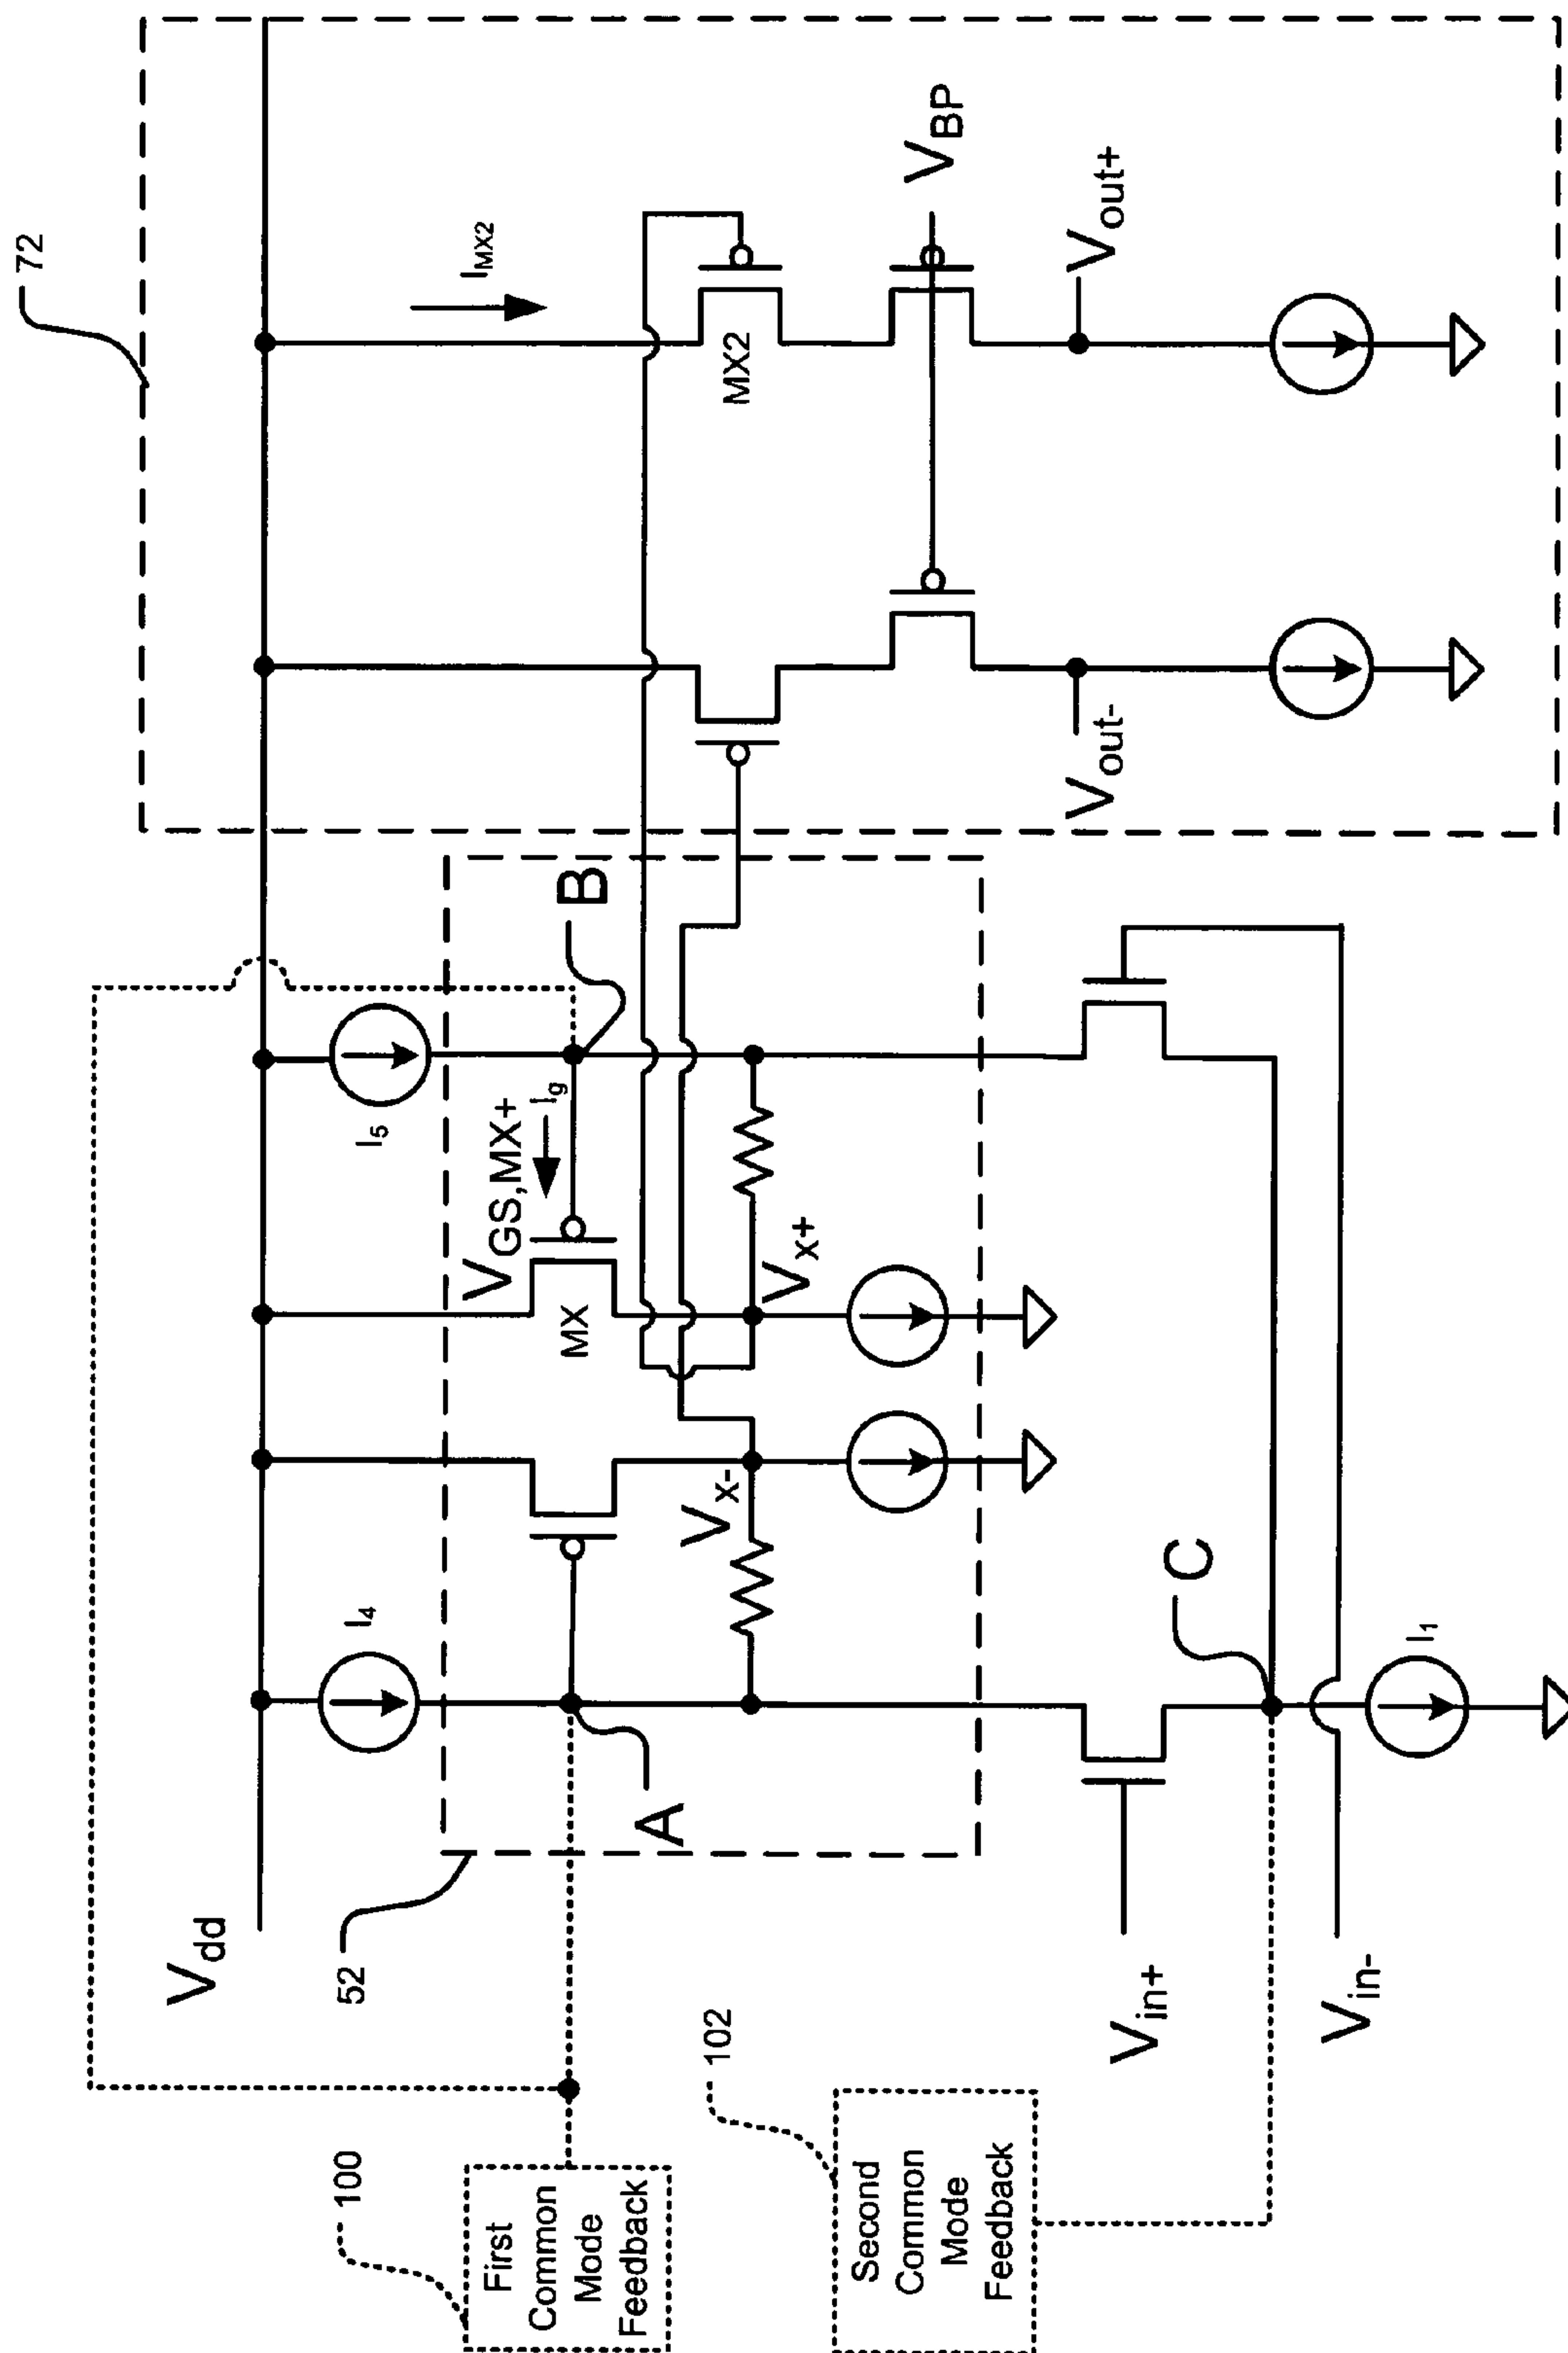 72
V_dd
I_4
I_5
I_MX2
52
A
B
V_GS,MX+
I_g
MX
V_x-
V_x+
MX2
V_BP
V_out-
V_out+
100
First
Common
Mode
Feedback
102
Second
Common
Mode
Feedback
V_in+
V_in-
C
I_1